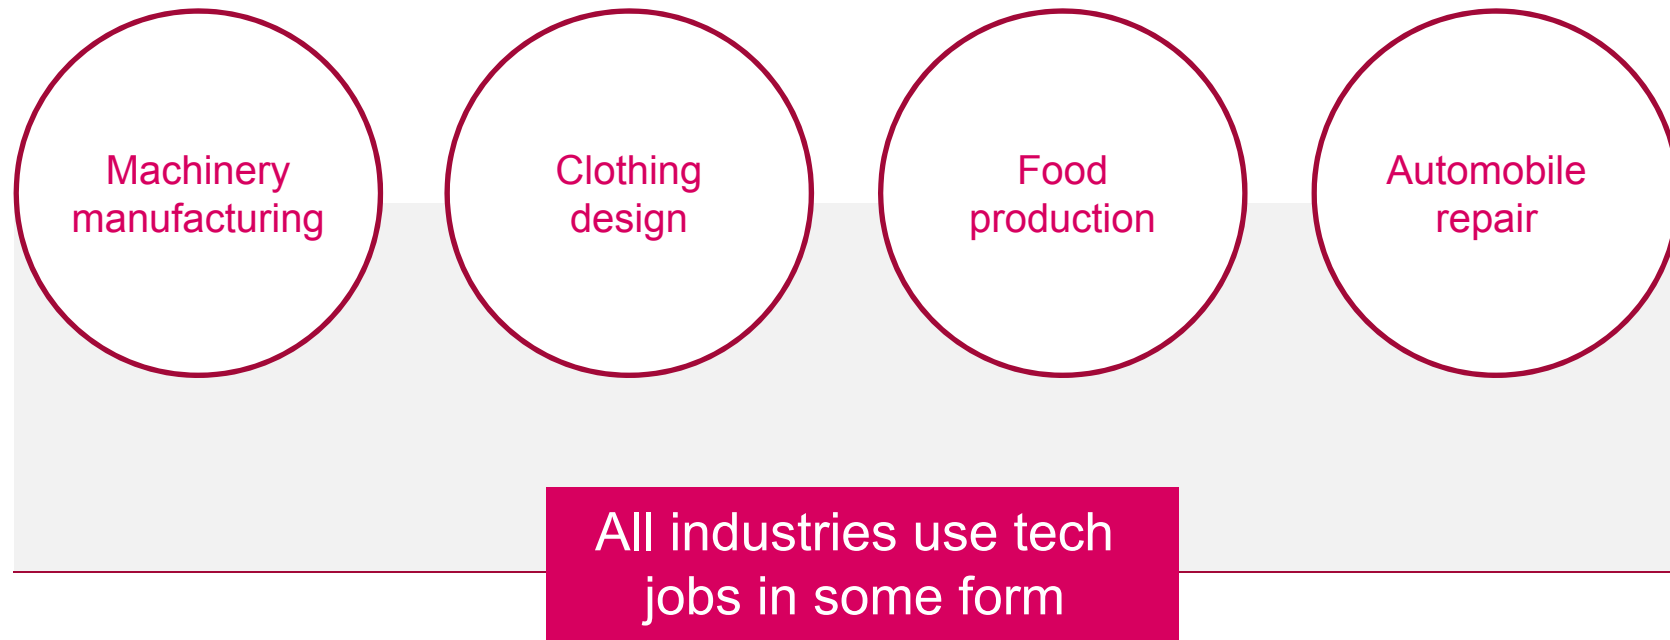 Machinery
manufacturing
Clothing
design
Food
production
Automobile
repair
All industries use tech
jobs in some form